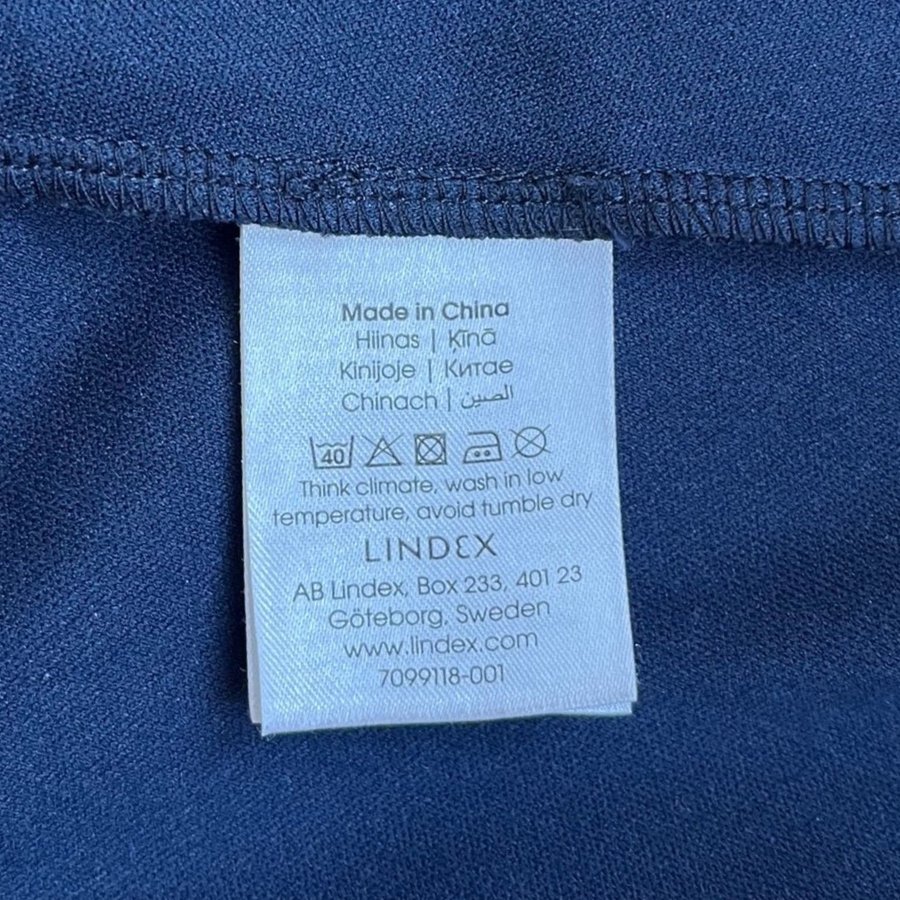 Made in China
Hiinas | Ķīnā
Kinijoje | Китае
Chinach | الصين
40
Think climate, wash in low
temperature, avoid tumble dry
LINDEX
AB Lindex, Box 233, 401 23
Göteborg, Sweden
www.lindex.com
7099118-001